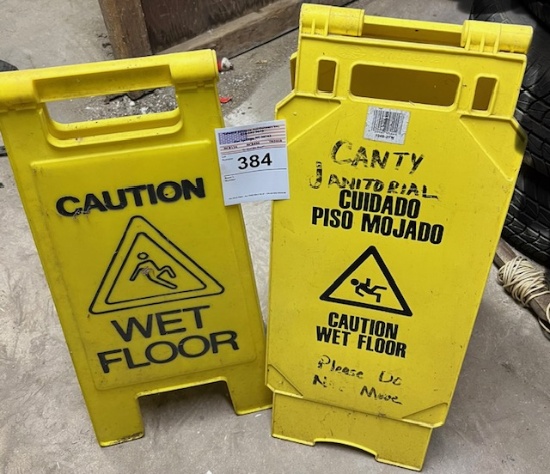 CAUTION
WET
FLOOR
384
CANTY
JANITORIAL
CUIDADO
PISO MOJADO
CAUTION
WET FLOOR
Please Do
Not Move